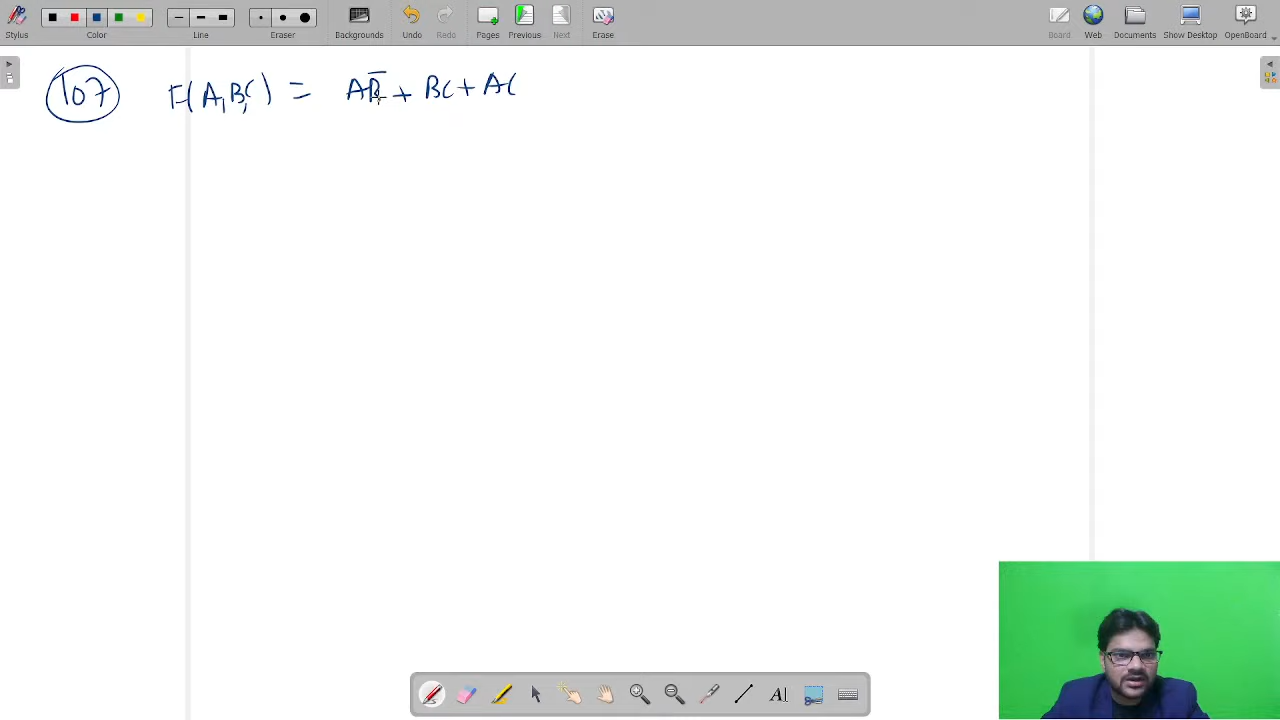 Stylus Color Line Eraser Backgrounds Undo Redo Pages Previous Next Erase Board Web Documents Show Desktop OpenBoard
107 F(A,B,C) = AB̅ + BC + AC
AI